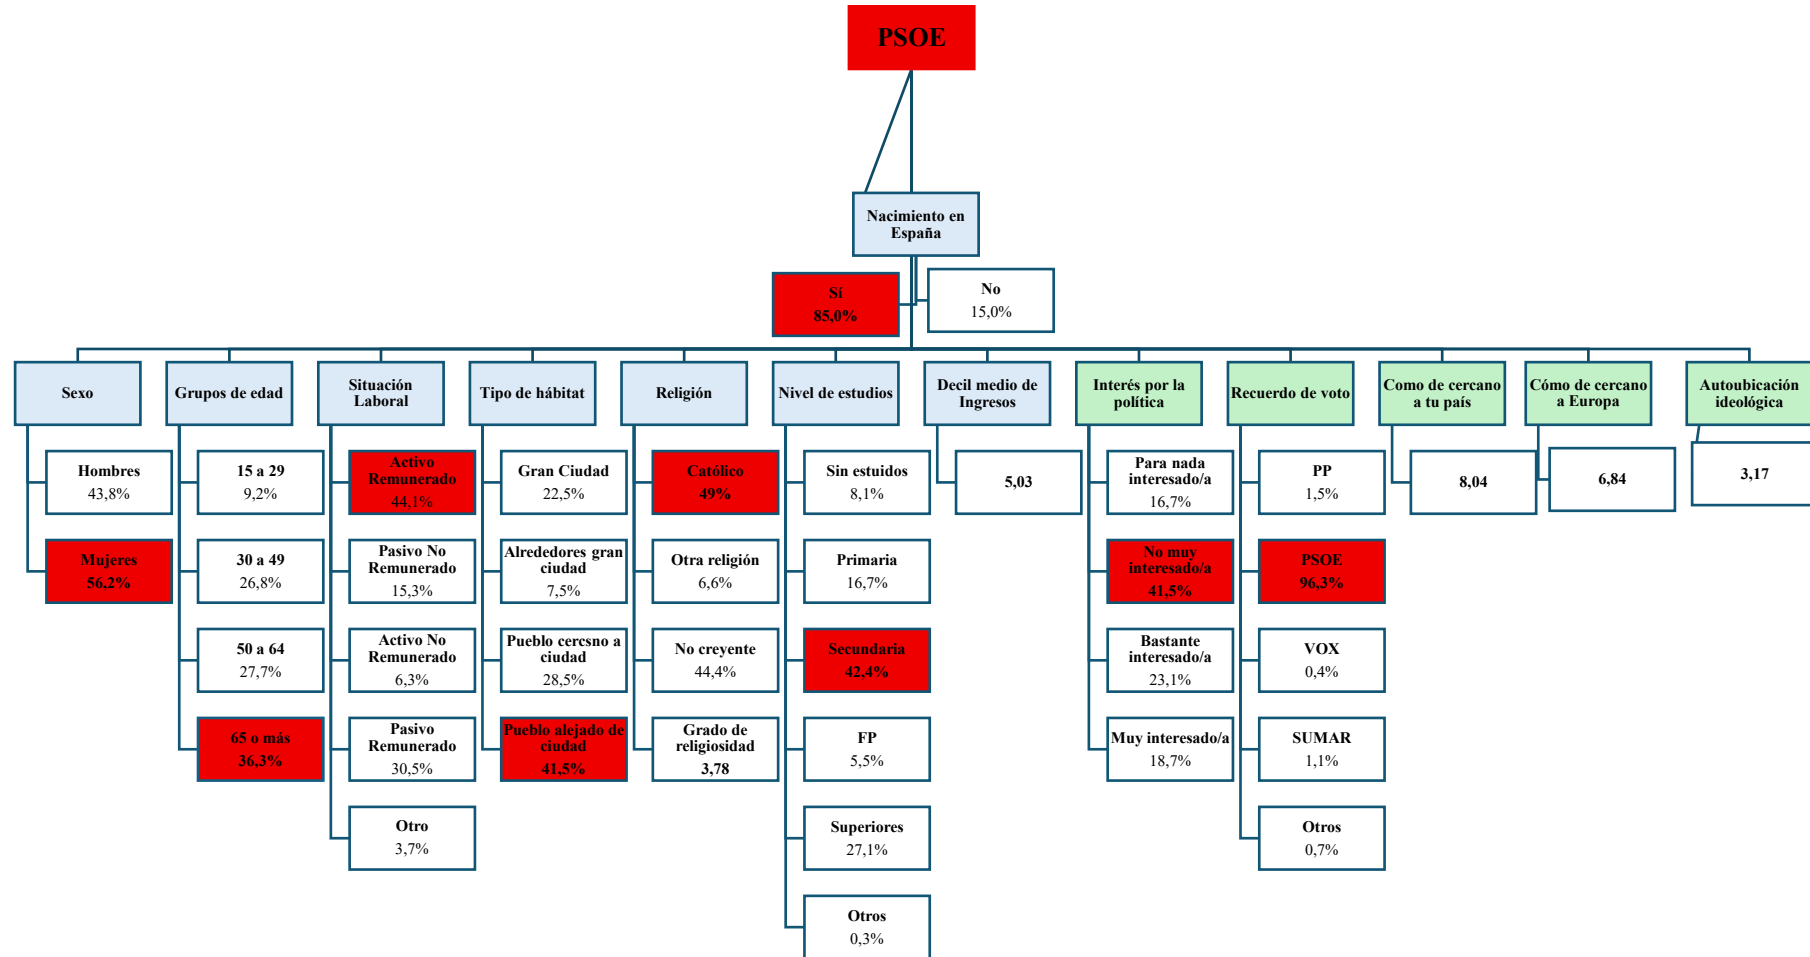 PSOE
Nacimiento en
España
Sí
85,0%
No
15,0%
Sexo
Hombres
43,8%
Mujeres
56,2%
Grupos de edad
15 a 29
9,2%
30 a 49
26,8%
50 a 64
27,7%
65 o más
36,3%
Situación
Laboral
Activo
Remunerado
44,1%
Pasivo No
Remunerado
15,3%
Activo No
Remunerado
6,3%
Pasivo
Remunerado
30,5%
Otro
3,7%
Tipo de hábitat
Gran Ciudad
22,5%
Alrededores gran
ciudad
7,5%
Pueblo cercsno a
ciudad
28,5%
Pueblo alejado de
ciudad
41,5%
Religión
Católico
49%
Otra religión
6,6%
No creyente
44,4%
Grado de
religiosidad
3,78
Nivel de estudios
Sin estuidos
8,1%
Primaria
16,7%
Secundaria
42,4%
FP
5,5%
Superiores
27,1%
Otros
0,3%
Decil medio de
Ingresos
5,03
Interés por la
política
Para nada
interesado/a
16,7%
No muy
interesado/a
41,5%
Bastante
interesado/a
23,1%
Muy interesado/a
18,7%
Recuerdo de voto
PP
1,5%
PSOE
96,3%
VOX
0,4%
SUMAR
1,1%
Otros
0,7%
Como de cercano
a tu país
8,04
Cómo de cercano
a Europa
6,84
Autoubicación
ideológica
3,17